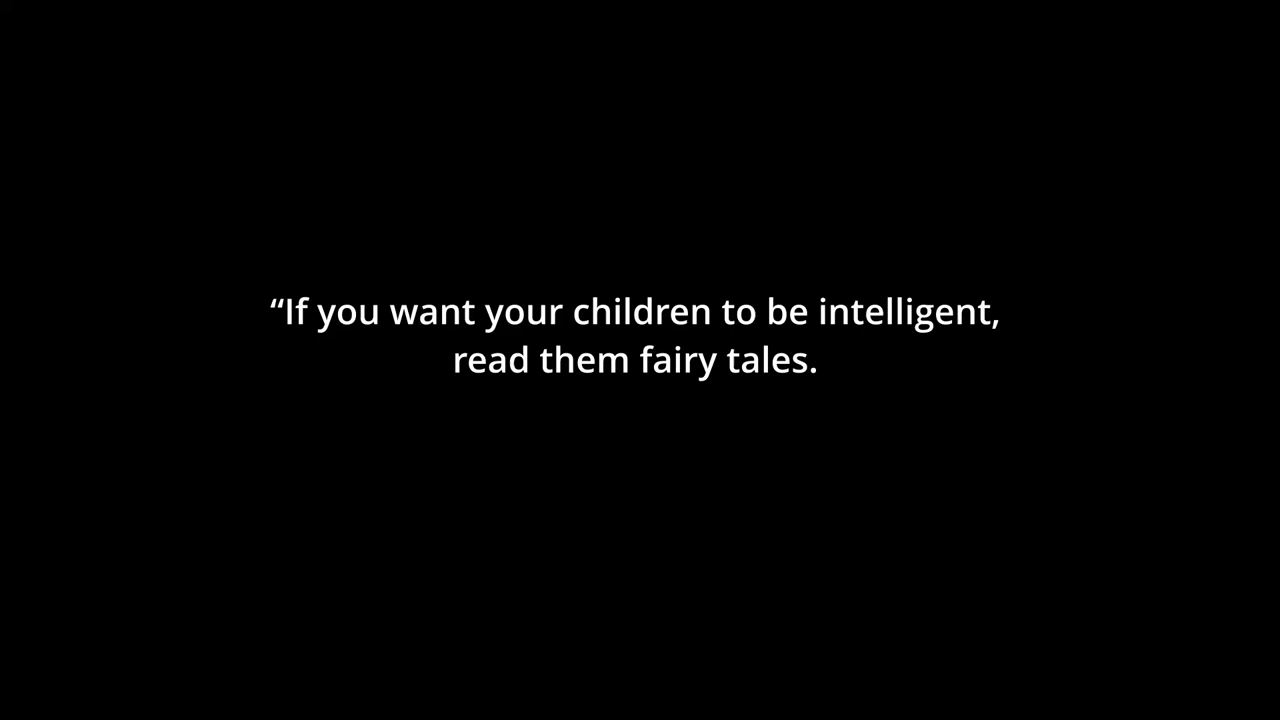 “If you want your children to be intelligent,
read them fairy tales.